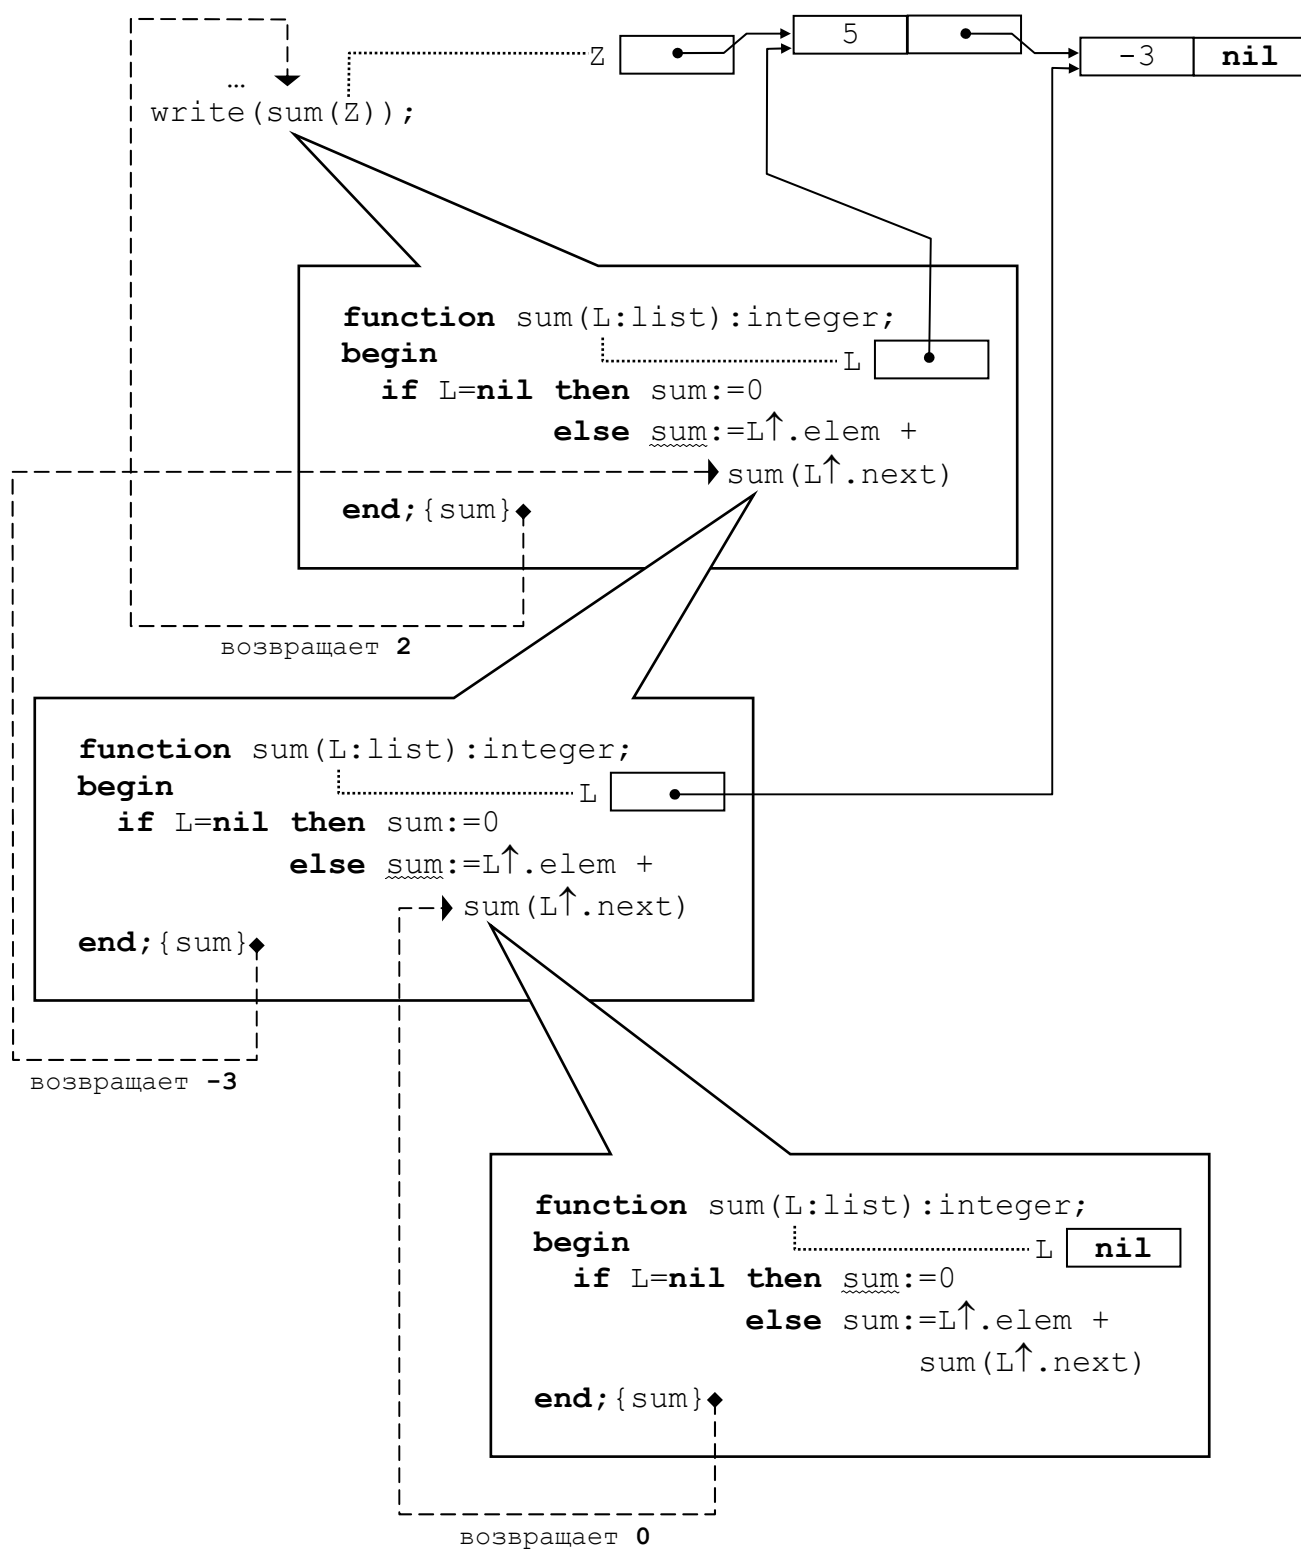 Z 5 -3 nil
…
write(sum(Z));
function sum(L:list):integer;
begin
L
if L=nil then sum:=0
else sum:=L↑.elem +
sum(L↑.next)
end;{sum}
возвращает 2
function sum(L:list):integer;
begin
L
if L=nil then sum:=0
else sum:=L↑.elem +
sum(L↑.next)
end;{sum}
возвращает -3
function sum(L:list):integer;
begin
L nil
if L=nil then sum:=0
else sum:=L↑.elem +
sum(L↑.next)
end;{sum}
возвращает 0